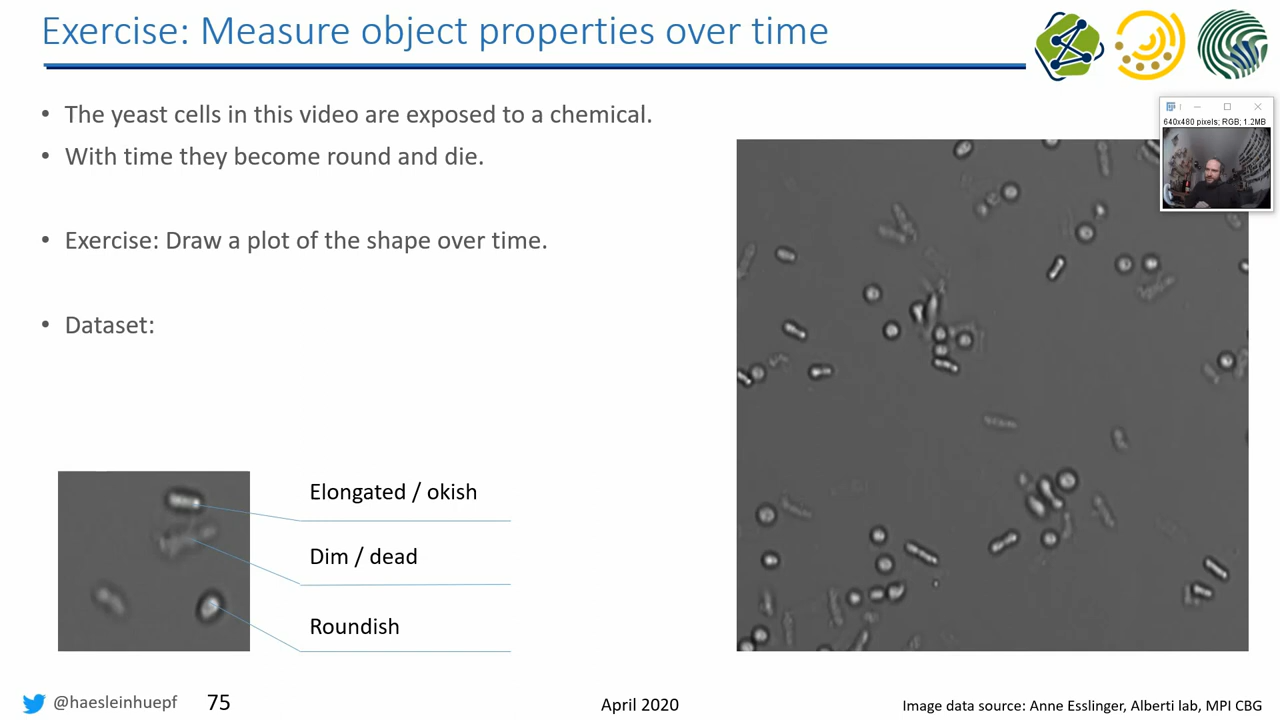 Exercise: Measure object properties over time
• The yeast cells in this video are exposed to a chemical.
• With time they become round and die.
• Exercise: Draw a plot of the shape over time.
• Dataset:
640x480 pixels; RGB; 1.2MB
Elongated / okish
Dim / dead
Roundish
@haesleinhuepf
75
April 2020
Image data source: Anne Esslinger, Alberti lab, MPI CBG